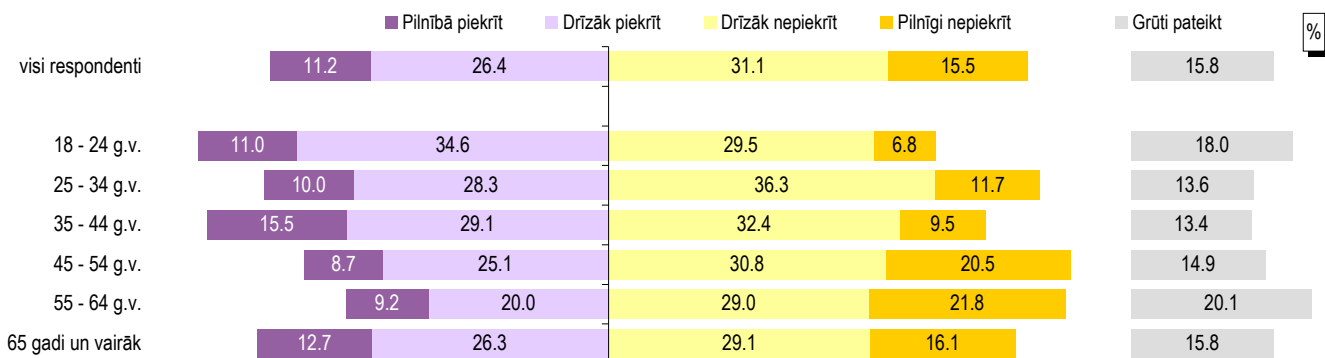 Pilnībā piekrīt Drīzāk piekrīt Drīzāk nepiekrīt Pilnīgi nepiekrīt Grūti pateikt
%
visi respondenti 11.2 26.4 31.1 15.5 15.8
18 - 24 g.v. 11.0 34.6 29.5 6.8 18.0
25 - 34 g.v. 10.0 28.3 36.3 11.7 13.6
35 - 44 g.v. 15.5 29.1 32.4 9.5 13.4
45 - 54 g.v. 8.7 25.1 30.8 20.5 14.9
55 - 64 g.v. 9.2 20.0 29.0 21.8 20.1
65 gadi un vairāk 12.7 26.3 29.1 16.1 15.8